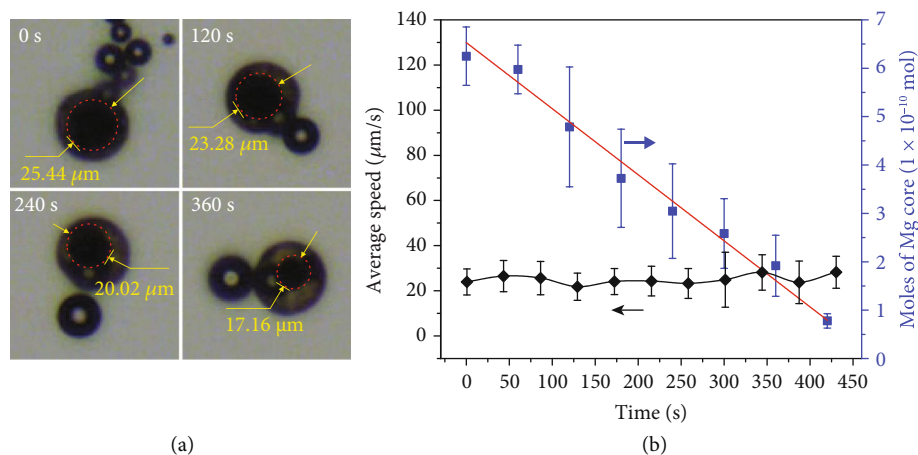 0 s
120 s
25.44 μm
23.28 μm
240 s
360 s
20.02 μm
17.16 μm
(a)
Average speed (μm/s)
140
120
100
80
60
40
20
0
0
50
100
150
200
250
300
350
400
450
Time (s)
7
6
5
4
3
2
1
0
Moles of Mg core (1 × 10⁻¹⁰ mol)
(b)